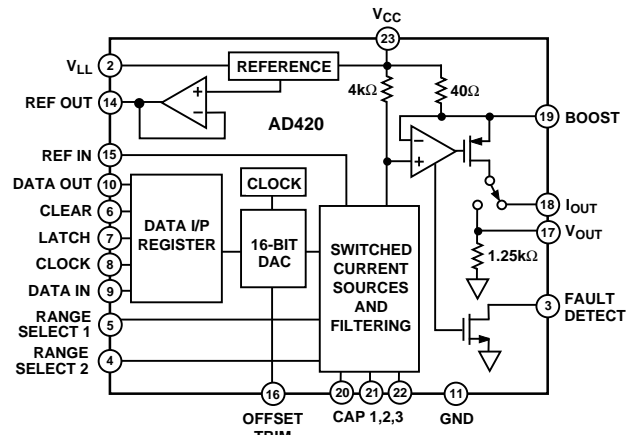 VCC
23
VLL
2
REFERENCE
4kΩ
40Ω
REF OUT
14
+
−
AD420
−
+
19
BOOST
REF IN
15
DATA OUT
10
CLOCK
18
IOUT
CLEAR
6
DATA I/P
REGISTER
16-BIT
DAC
SWITCHED
CURRENT
SOURCES
AND
FILTERING
17
VOUT
LATCH
7
1.25kΩ
CLOCK
8
DATA IN
9
3
FAULT
DETECT
RANGE
SELECT 1
5
RANGE
SELECT 2
4
16
20
21
22
11
OFFSET
TRIM
CAP 1,2,3
GND